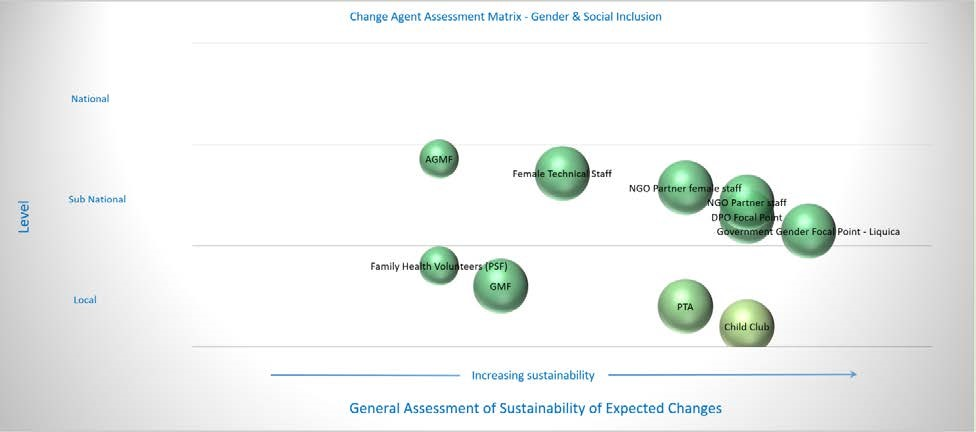 Change Agent Assessment Matrix - Gender & Social Inclusion
National
AGMF
Female Technical Staff
NGO Partner female staff
Sub National
NGO Partner staff
DPO Focal Point
Level
Government Gender Focal Point - Liquica
Family Health Volunteers (PSF)
GMF
Local
PTA
Child Club
Increasing sustainability
General Assessment of Sustainability of Expected Changes